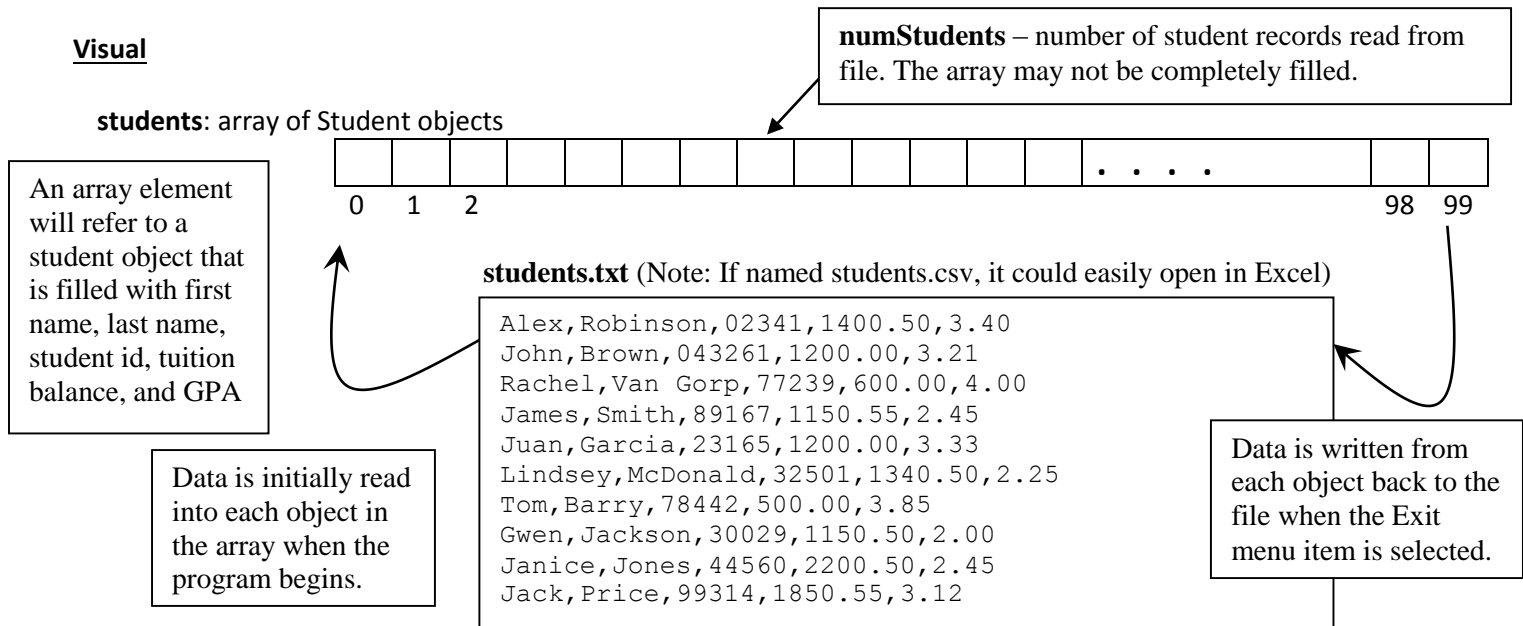 Visual
numStudents – number of student records read from
file. The array may not be completely filled.
students: array of Student objects
. . . .
0 1 2 98 99
An array element
will refer to a
student object that
is filled with first
name, last name,
student id, tuition
balance, and GPA
students.txt (Note: If named students.csv, it could easily open in Excel)
Alex,Robinson,02341,1400.50,3.40
John,Brown,043261,1200.00,3.21
Rachel,Van Gorp,77239,600.00,4.00
James,Smith,89167,1150.55,2.45
Juan,Garcia,23165,1200.00,3.33
Lindsey,McDonald,32501,1340.50,2.25
Tom,Barry,78442,500.00,3.85
Gwen,Jackson,30029,1150.50,2.00
Janice,Jones,44560,2200.50,2.45
Jack,Price,99314,1850.55,3.12
Data is initially read
into each object in
the array when the
program begins.
Data is written from
each object back to the
file when the Exit
menu item is selected.